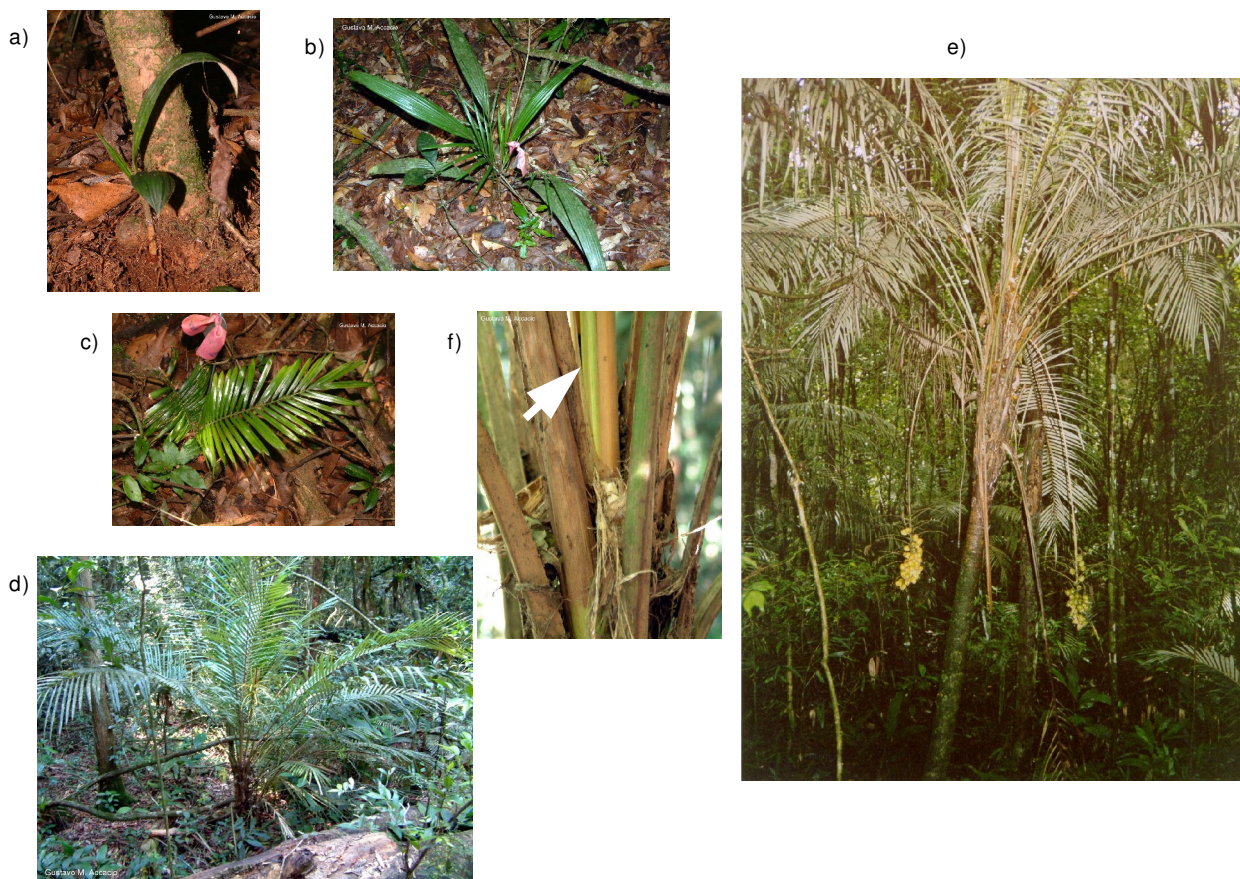 a)
Gustavo M. Accacio
b)
Gustavo M. Accacio
e)
c)
Gustavo M. Accacio
f)
Gustavo M. Accacio
d)
Gustavo M. Accacio